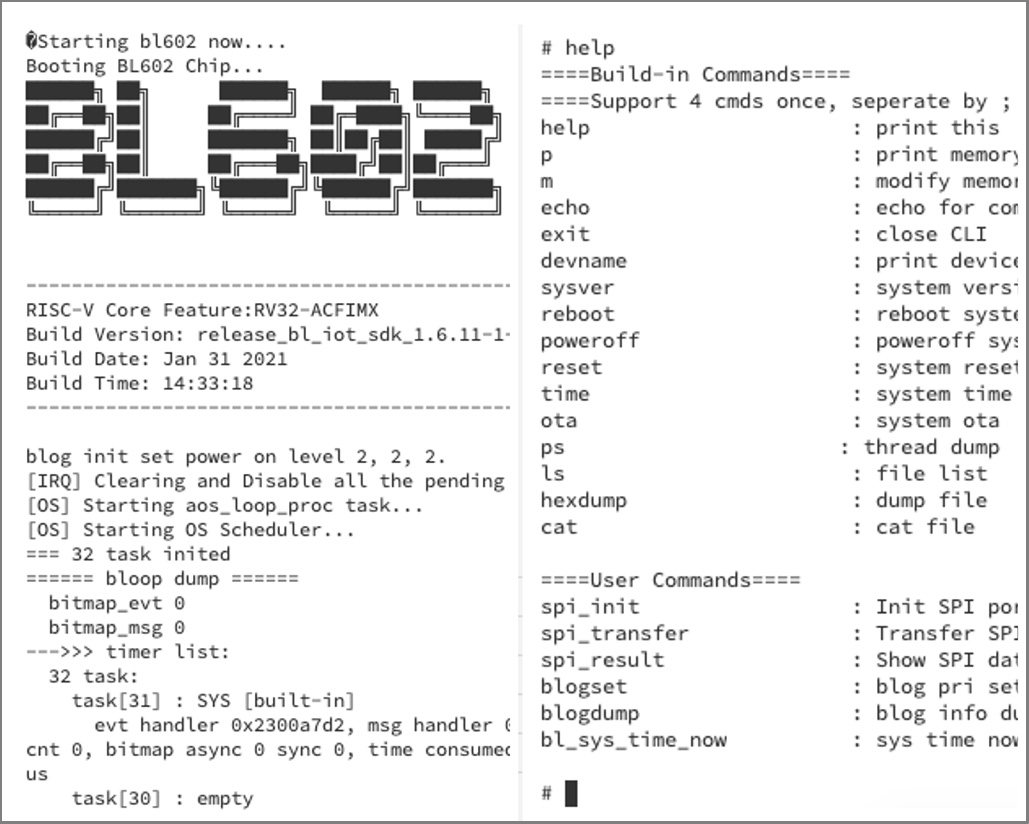 �Starting bl602 now....
Booting BL602 Chip...
BL602
------------------------------------------
RISC-V Core Feature:RV32-ACFIMX
Build Version: release_bl_iot_sdk_1.6.11-1-
Build Date: Jan 31 2021
Build Time: 14:33:18
------------------------------------------
blog init set power on level 2, 2, 2.
[IRQ] Clearing and Disable all the pending
[OS] Starting aos_loop_proc task...
[OS] Starting OS Scheduler...
=== 32 task inited
====== bloop dump ======
bitmap_evt 0
bitmap_msg 0
--->>> timer list:
32 task:
task[31] : SYS [built-in]
evt handler 0x2300a7d2, msg handler
cnt 0, bitmap async 0 sync 0, time consumed
us
task[30] : empty
# help
====Build-in Commands====
====Support 4 cmds once, seperate by ;
help : print this
p : print memory
m : modify memor
echo : echo for com
exit : close CLI
devname : print device
sysver : system versi
reboot : reboot syste
poweroff : poweroff sys
reset : system reset
time : system time
ota : system ota
ps : thread dump
ls : file list
hexdump : dump file
cat : cat file
====User Commands====
spi_init : Init SPI por
spi_transfer : Transfer SPI
spi_result : Show SPI dat
blogset : blog pri set
blogdump : blog info du
bl_sys_time_now : sys time now
#